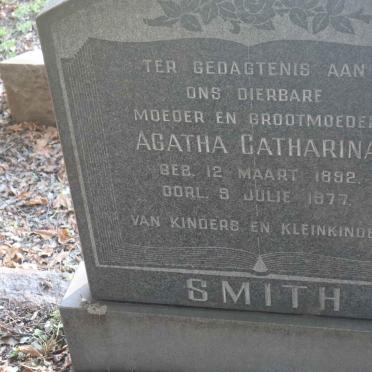 TER GEDAGTENIS AAN
ONS DIERBARE
MOEDER EN GROOTMOEDER
AGATHA CATHARINA
GEB. 12 MAART 1892.
OORL. 9 JULIE 1977.
VAN KINDERS EN
SMITH